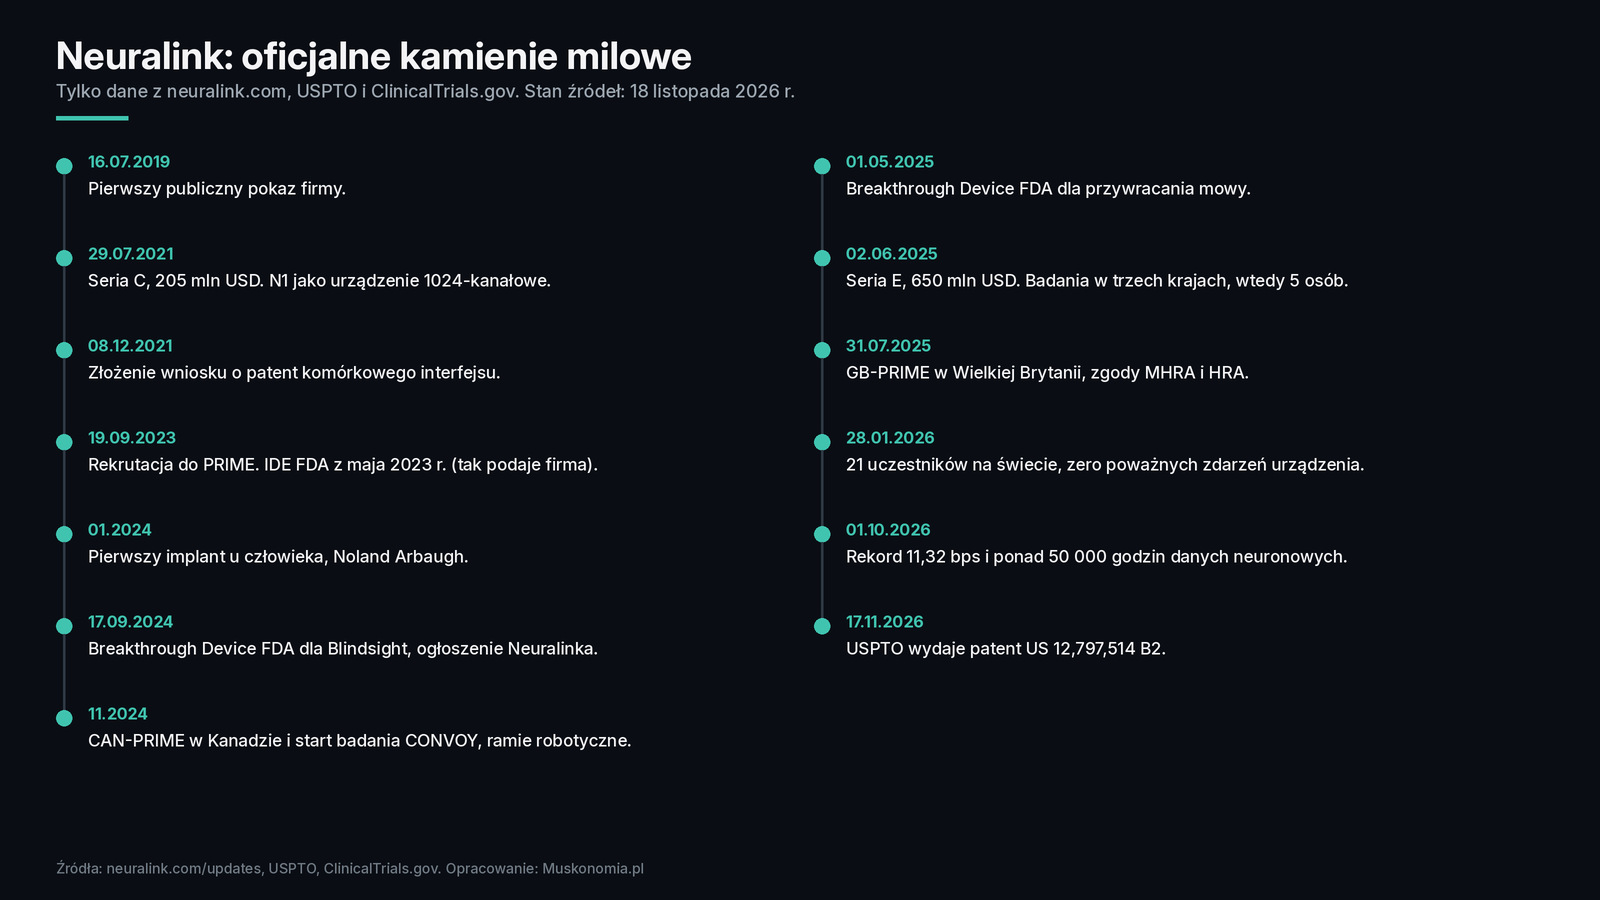 Neuralink: oficjalne kamienie milowe
Tylko dane z neuralink.com, USPTO i ClinicalTrials.gov. Stan źródeł: 18 listopada 2026 r.
16.07.2019
Pierwszy publiczny pokaz firmy.
29.07.2021
Seria C, 205 mln USD. N1 jako urządzenie 1024-kanałowe.
08.12.2021
Złożenie wniosku o patent komórkowego interfejsu.
19.09.2023
Rekrutacja do PRIME. IDE FDA z maja 2023 r. (tak podaje firma).
01.2024
Pierwszy implant u człowieka, Noland Arbaugh.
17.09.2024
Breakthrough Device FDA dla Blindsight, ogłoszenie Neuralinka.
11.2024
CAN-PRIME w Kanadzie i start badania CONVOY, ramie robotyczne.
01.05.2025
Breakthrough Device FDA dla przywracania mowy.
02.06.2025
Seria E, 650 mln USD. Badania w trzech krajach, wtedy 5 osób.
31.07.2025
GB-PRIME w Wielkiej Brytanii, zgody MHRA i HRA.
28.01.2026
21 uczestników na świecie, zero poważnych zdarzeń urządzenia.
01.10.2026
Rekord 11,32 bps i ponad 50 000 godzin danych neuronowych.
17.11.2026
USPTO wydaje patent US 12,797,514 B2.
Źródła: neuralink.com/updates, USPTO, ClinicalTrials.gov. Opracowanie: Muskonomia.pl